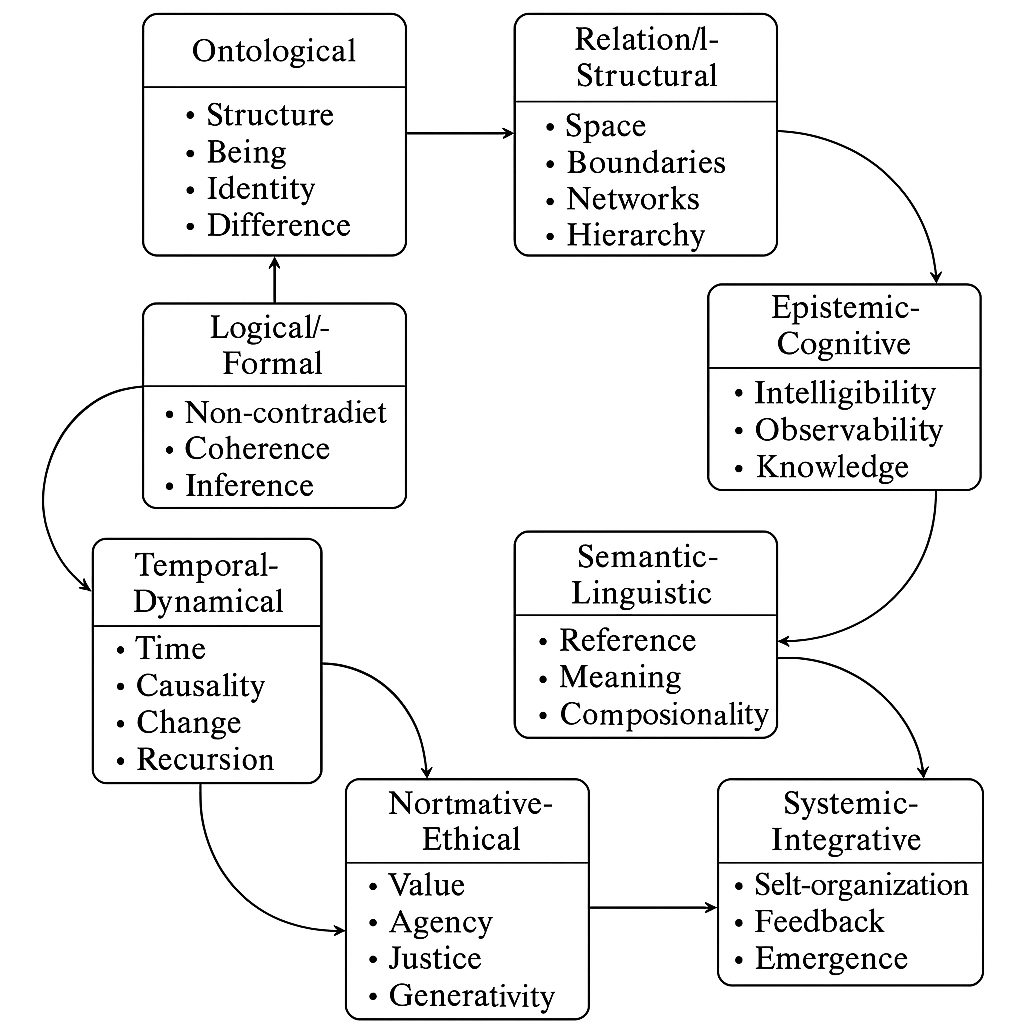 Ontological
• Structure
• Being
• Identity
• Difference
Relation/l-
Structural
• Space
• Boundaries
• Networks
• Hierarchy
Logical/-
Formal
• Non-contradiet
• Coherence
• Inference
Epistemic-
Cognitive
• Intelligibility
• Observability
• Knowledge
Temporal-
Dynamical
• Time
• Causality
• Change
• Recursion
Semantic-
Linguistic
• Reference
• Meaning
• Composionality
Nortmative-
Ethical
• Value
• Agency
• Justice
• Generativity
Systemic-
Integrative
• Selt-organization
• Feedback
• Emergence